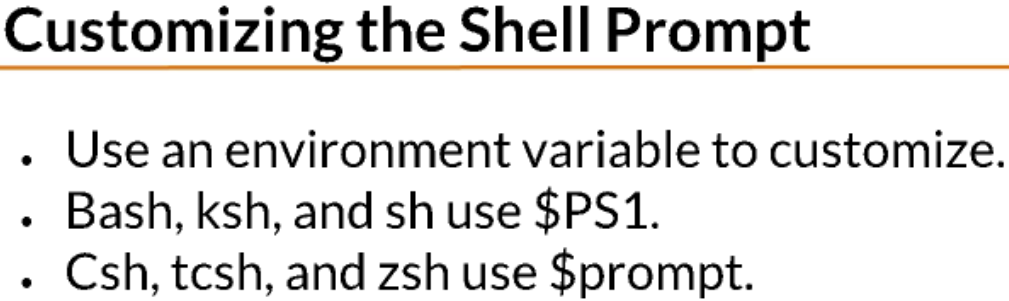 Customizing the Shell Prompt
• Use an environment variable to customize.
• Bash, ksh, and sh use $PS1.
• Csh, tcsh, and zsh use $prompt.